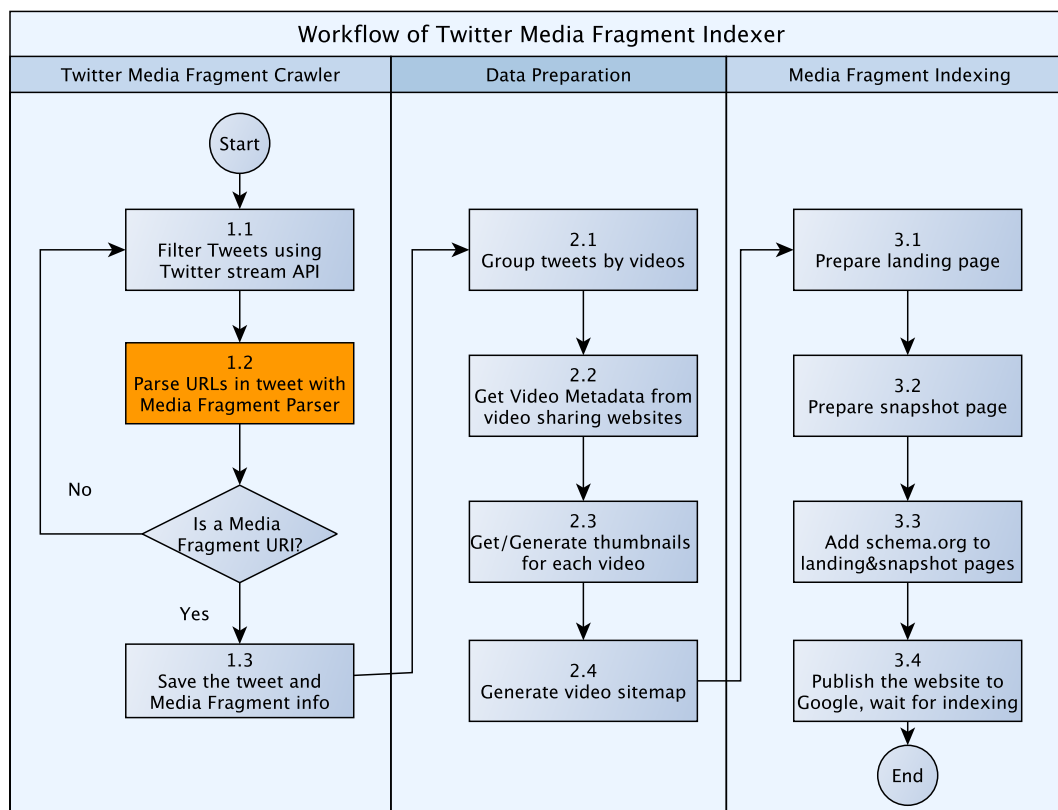 Workflow of Twitter Media Fragment Indexer
Twitter Media Fragment Crawler
Data Preparation
Media Fragment Indexing
Start
1.1
Filter Tweets using
Twitter stream API
1.2
Parse URLs in tweet with
Media Fragment Parser
No
Is a Media
Fragment URI?
Yes
1.3
Save the tweet and
Media Fragment info
2.1
Group tweets by videos
2.2
Get Video Metadata from
video sharing websites
2.3
Get/Generate thumbnails
for each video
2.4
Generate video sitemap
3.1
Prepare landing page
3.2
Prepare snapshot page
3.3
Add schema.org to
landing&snapshot pages
3.4
Publish the website to
Google, wait for indexing
End